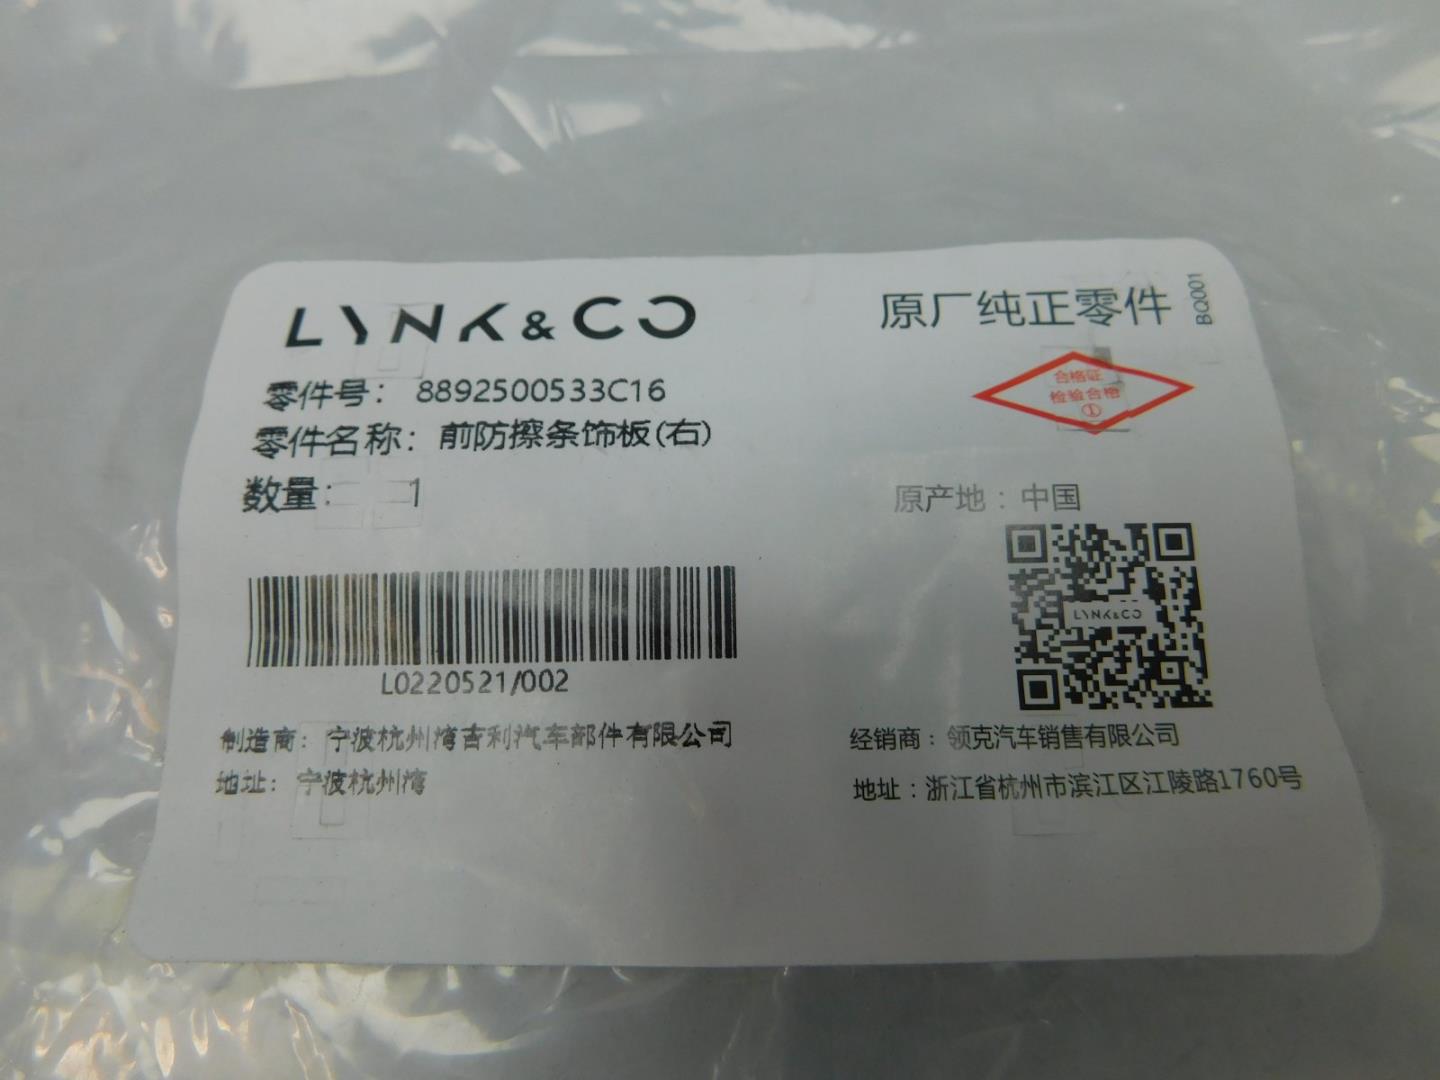 LYNK & CO
原厂纯正零件
BQ001
零件号： 8892500533C16
零件名称： 前防擦条饰板(右)
数量： 1
合格证
检验合格
①
原产地：中国
LYNK&CO
L0220521/002
制造商： 宁波杭州湾吉利汽车部件有限公司
地址： 宁波杭州湾
经销商：领克汽车销售有限公司
地址：浙江省杭州市滨江区江陵路1760号